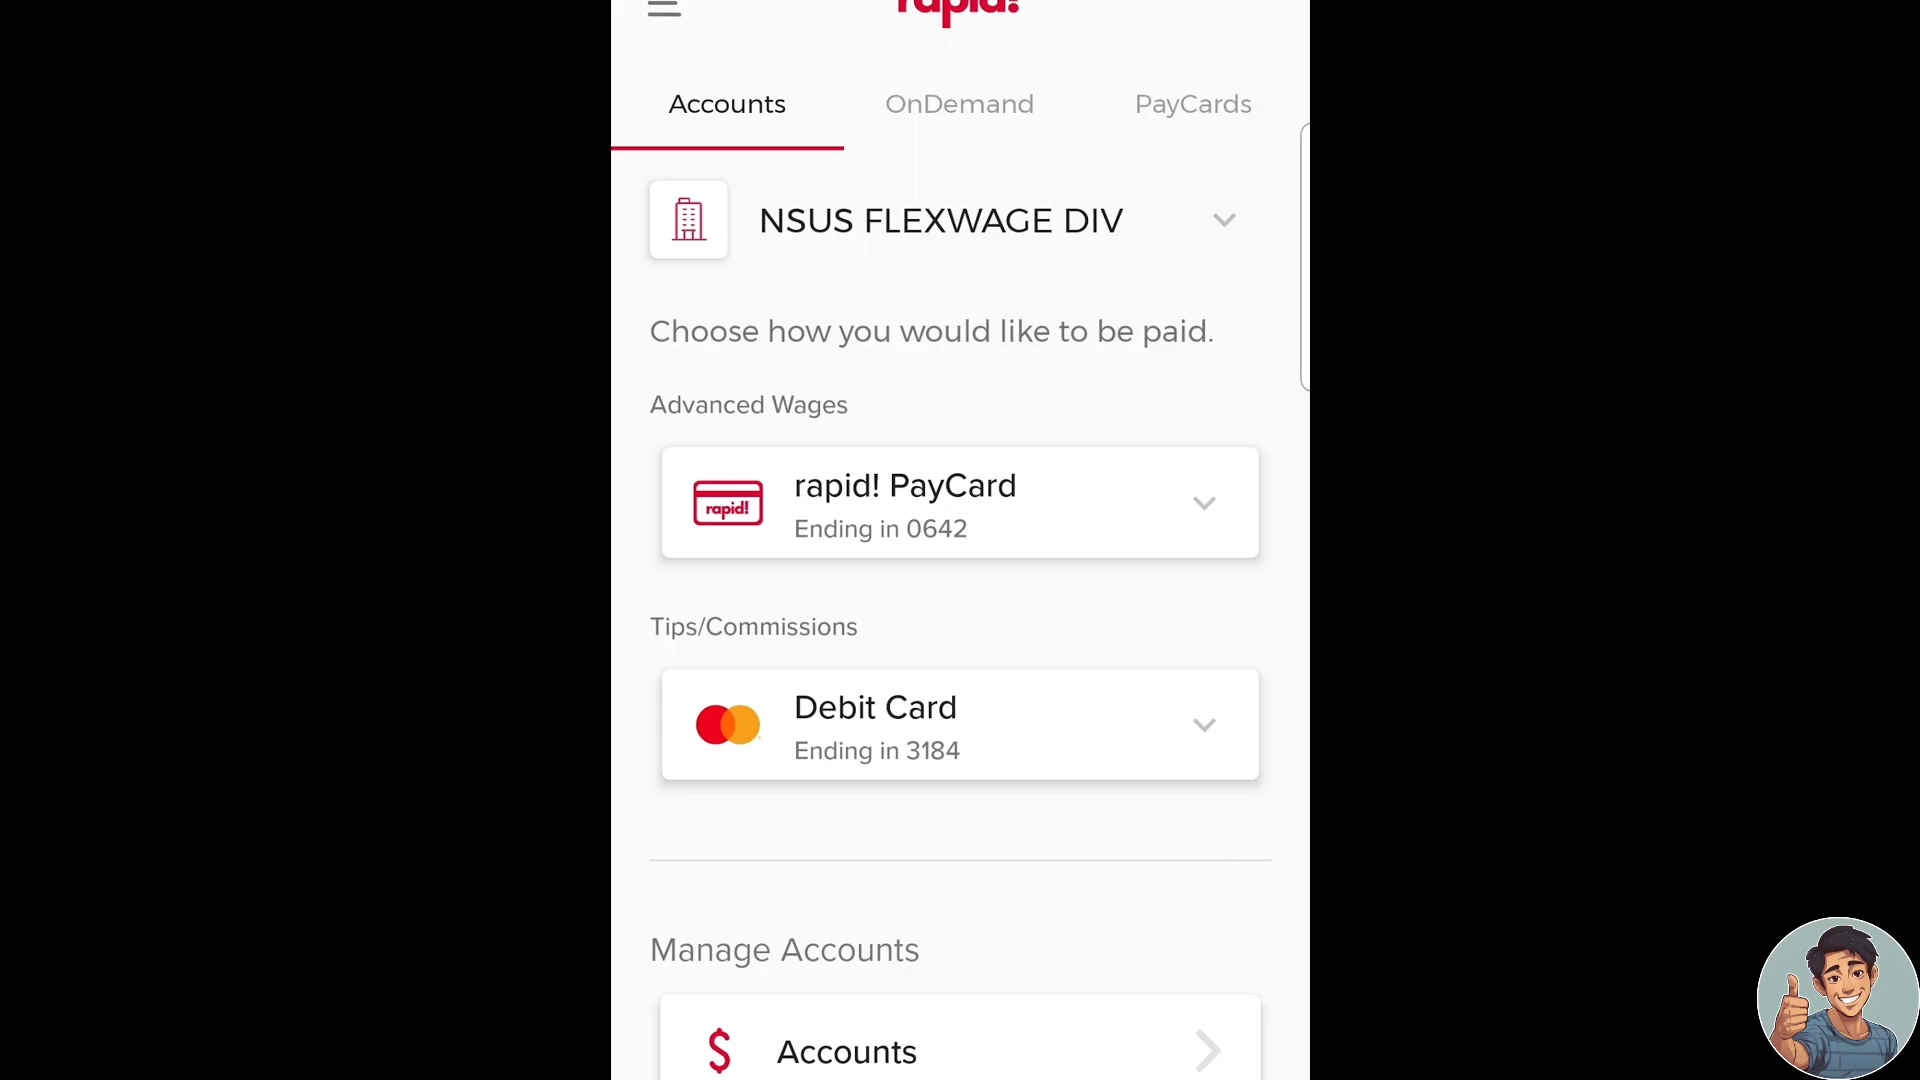 rapid!
Accounts OnDemand PayCards
NSUS FLEXWAGE DIV
Choose how you would like to be paid.
Advanced Wages
rapid! PayCard
rapid!
Ending in 0642
Tips/Commissions
Debit Card
Ending in 3184
Manage Accounts
$ Accounts